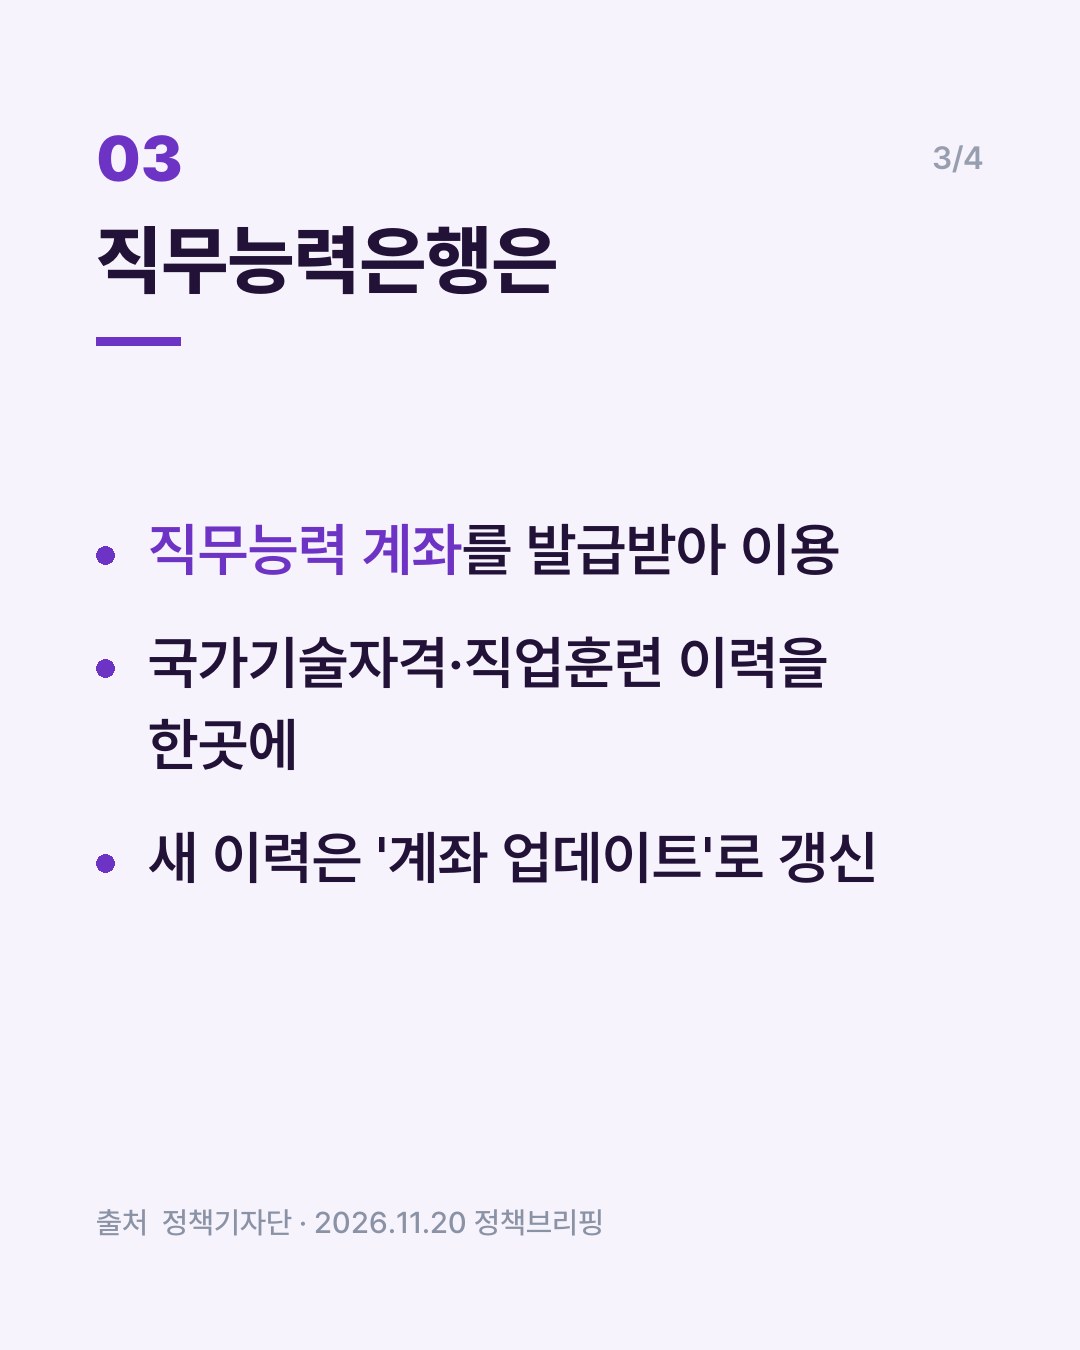 03
3/4
직무능력은행은
직무능력 계좌를 발급받아 이용
국가기술자격·직업훈련 이력을
한곳에
새 이력은 '계좌 업데이트'로 갱신
출처 정책기자단 · 2026.11.20 정책브리핑